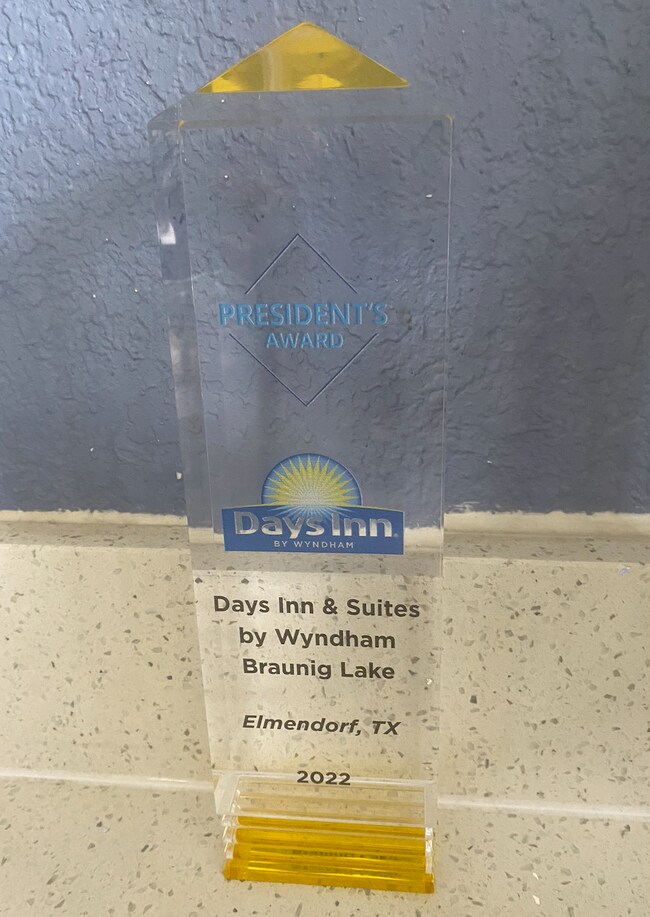 PRESIDENT'S
AWARD
Days Inn®
BY WYNDHAM
Days Inn & Suites
by Wyndham
Braunig Lake
Elmendorf, TX
2022